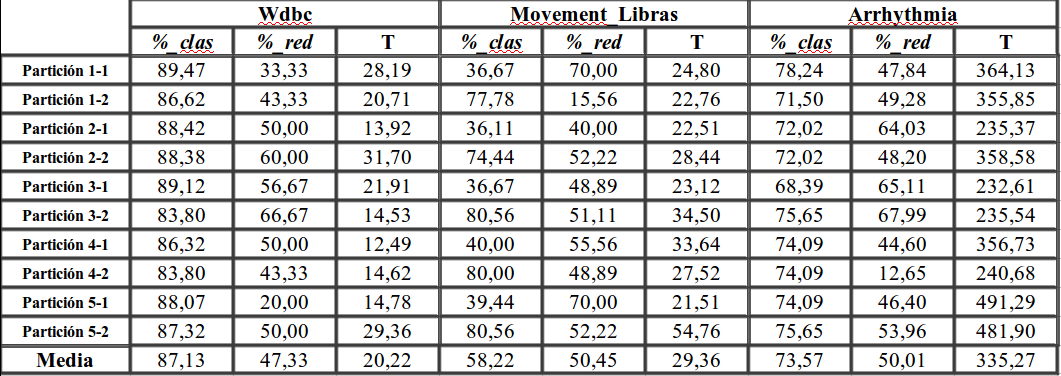 Wdbc Movement_Libras Arrhythmia
%_clas %_red T %_clas %_red T %_clas %_red T
Partición 1-1 89,47 33,33 28,19 36,67 70,00 24,80 78,24 47,84 364,13
Partición 1-2 86,62 43,33 20,71 77,78 15,56 22,76 71,50 49,28 355,85
Partición 2-1 88,42 50,00 13,92 36,11 40,00 22,51 72,02 64,03 235,37
Partición 2-2 88,38 60,00 31,70 74,44 52,22 28,44 72,02 48,20 358,58
Partición 3-1 89,12 56,67 21,91 36,67 48,89 23,12 68,39 65,11 232,61
Partición 3-2 83,80 66,67 14,53 80,56 51,11 34,50 75,65 67,99 235,54
Partición 4-1 86,32 50,00 12,49 40,00 55,56 33,64 74,09 44,60 356,73
Partición 4-2 83,80 43,33 14,62 80,00 48,89 27,52 74,09 12,65 240,68
Partición 5-1 88,07 20,00 14,78 39,44 70,00 21,51 74,09 46,40 491,29
Partición 5-2 87,32 50,00 29,36 80,56 52,22 54,76 75,65 53,96 481,90
Media 87,13 47,33 20,22 58,22 50,45 29,36 73,57 50,01 335,27